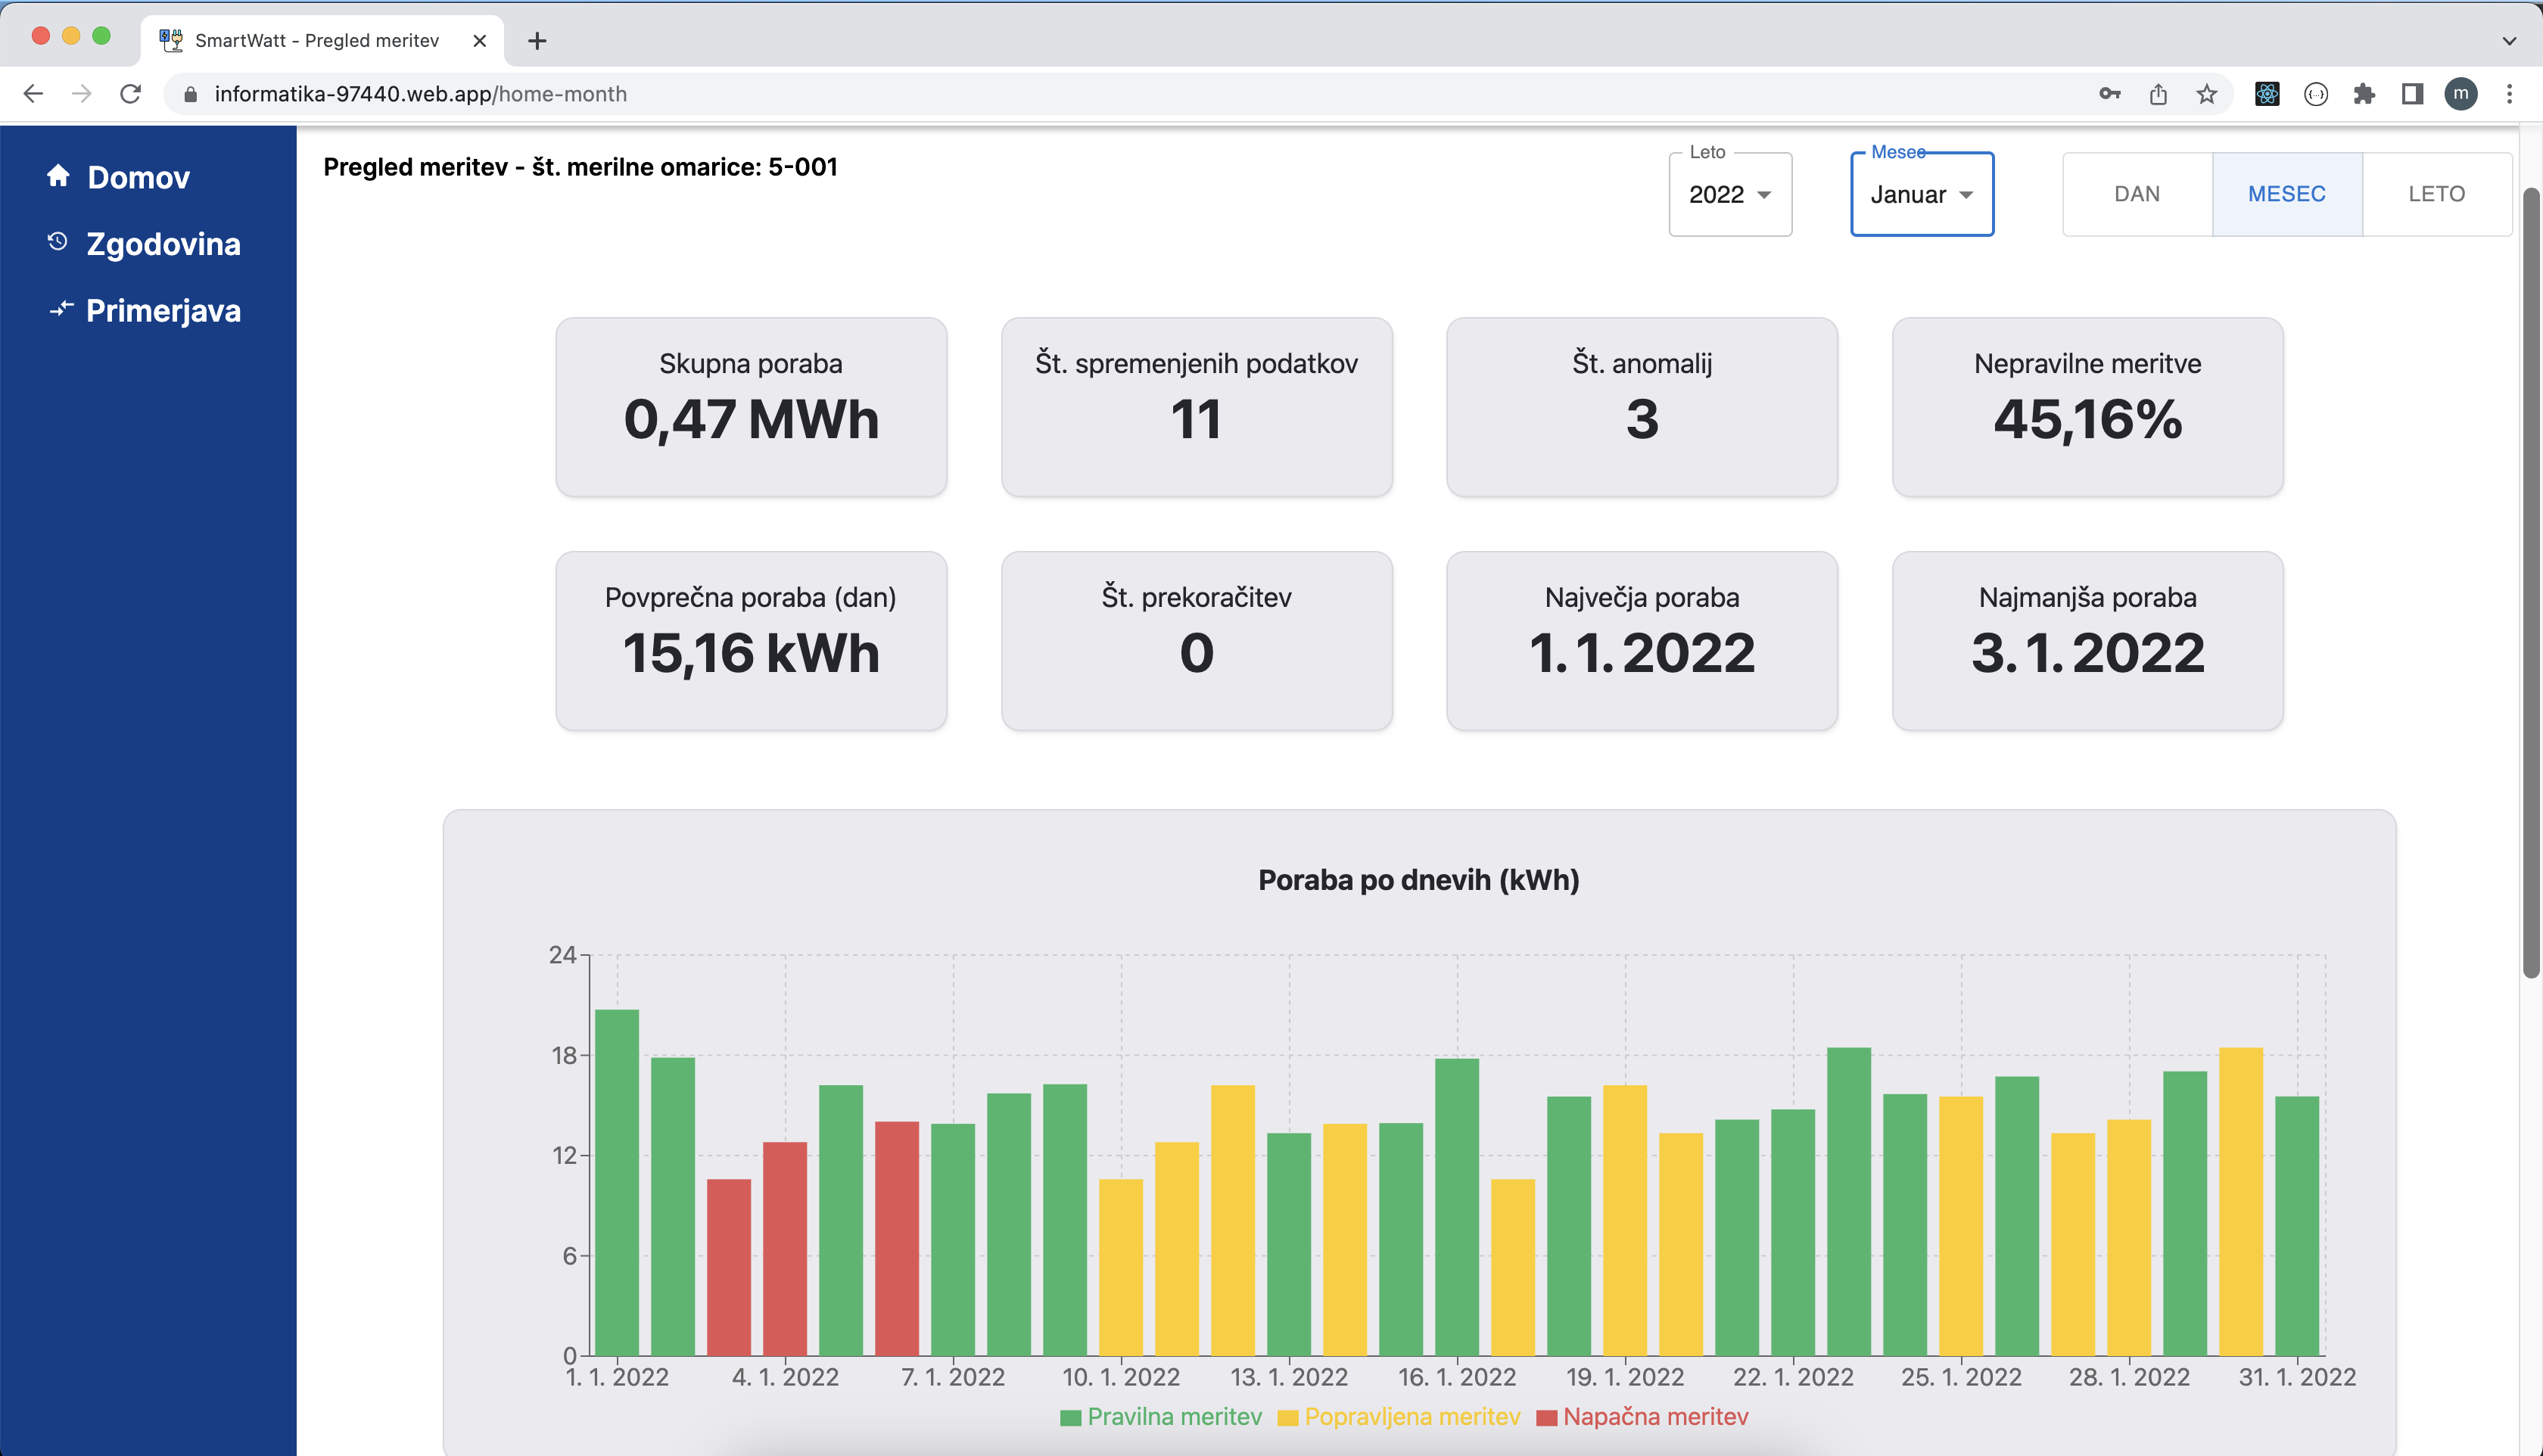 SmartWatt - Pregled meritev
informatika-97440.web.app/home-month
m
Domov
Zgodovina
Primerjava
Pregled meritev - št. merilne omarice: 5-001
Leto
2022
Mesec
Januar
DAN
MESEC
LETO
Skupna poraba
0,47 MWh
Št. spremenjenih podatkov
11
Št. anomalij
3
Nepravilne meritve
45,16%
Povprečna poraba (dan)
15,16 kWh
Št. prekoračitev
0
Največja poraba
1. 1. 2022
Najmanjša poraba
3. 1. 2022
Poraba po dnevih (kWh)
24
18
12
6
0
1. 1. 2022 4. 1. 2022 7. 1. 2022 10. 1. 2022 13. 1. 2022 16. 1. 2022 19. 1. 2022 22. 1. 2022 25. 1. 2022 28. 1. 2022 31. 1. 2022
Pravilna meritev Popravljena meritev Napačna meritev